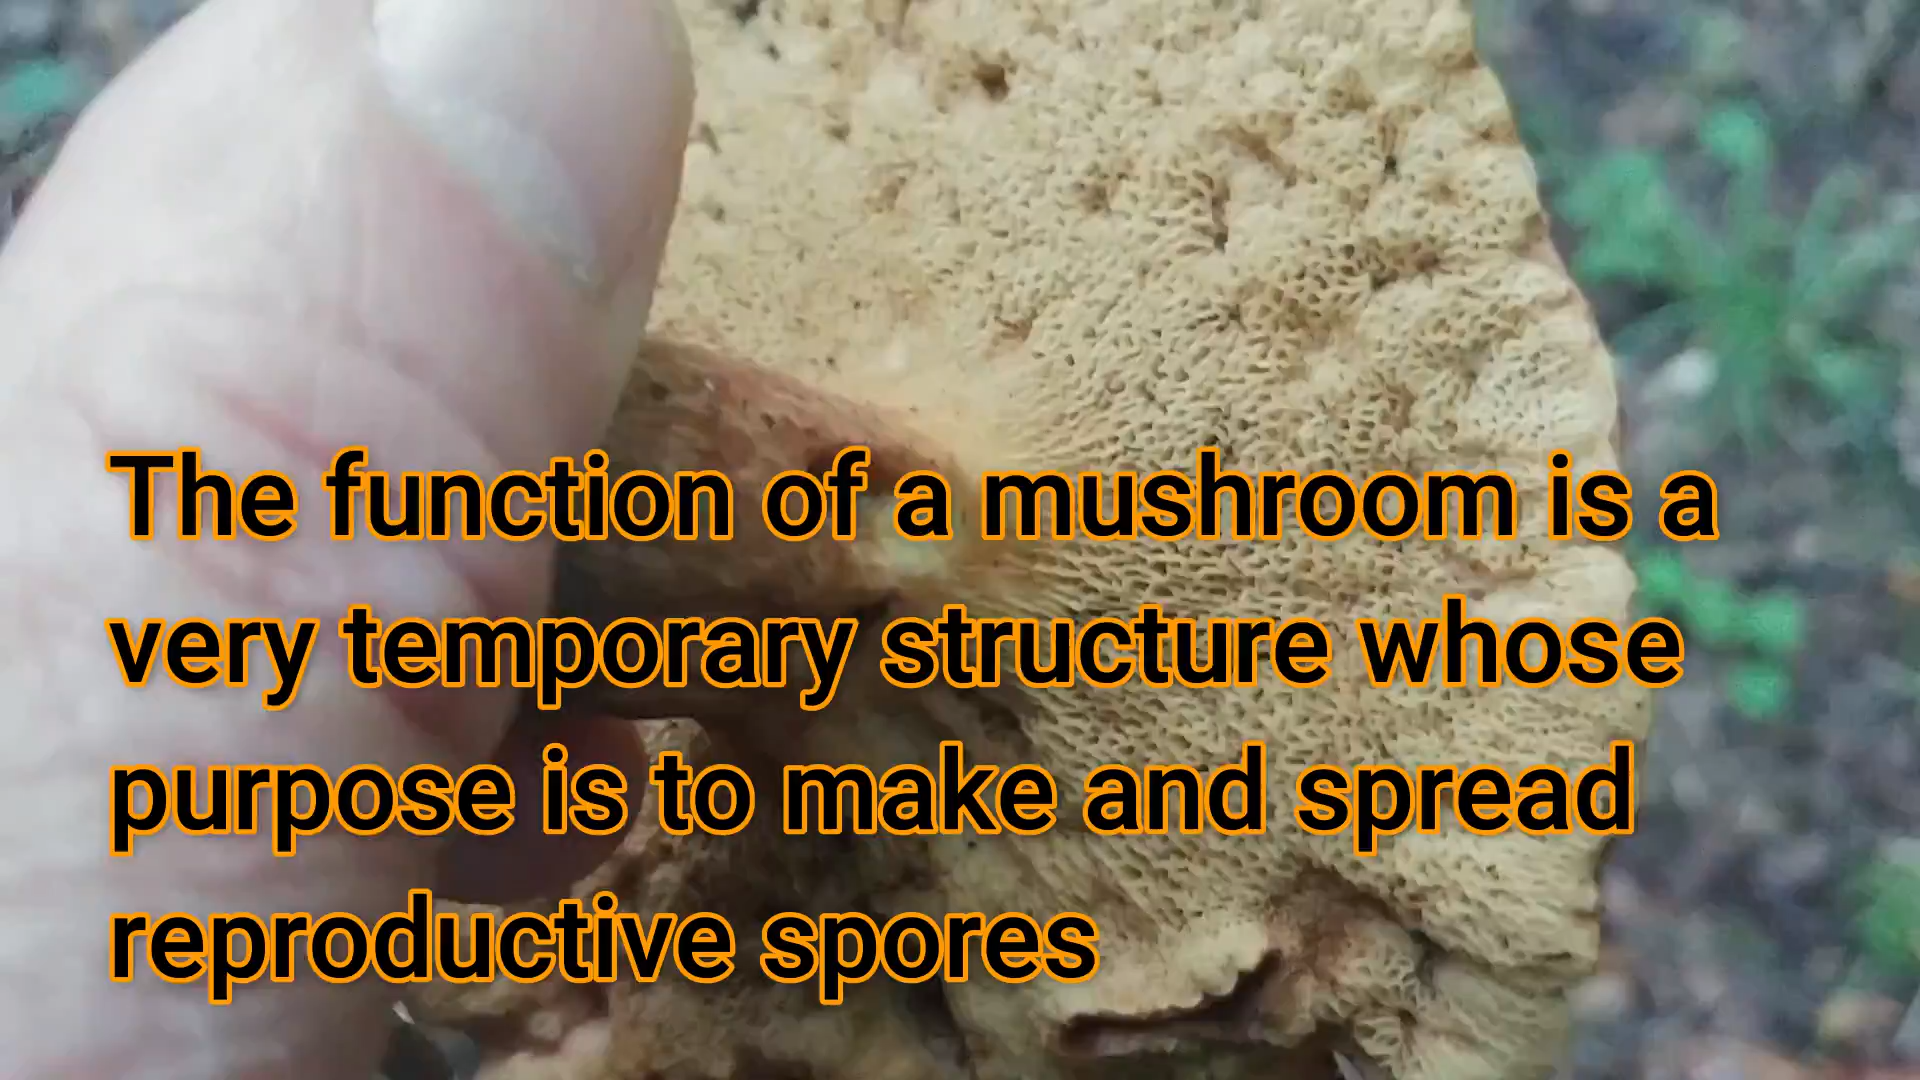 The function of a mushroom is a
very temporary structure whose
purpose is to make and spread
reproductive spores